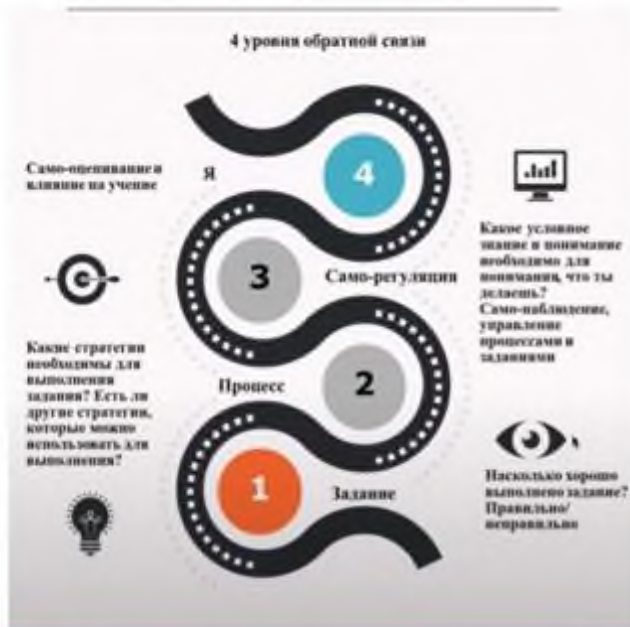 4 уровня обратной связи
Само-оценивание и
влияние на учение
Я
4
Какое условное
знание и понимание
необходимо для
понимания, что ты
делаешь?
Само-наблюдение,
управление
процессами и
заданиями
3
Само-регуляция
Какие стратегии
необходимы для
выполнения
задания? Есть ли
другие стратегии,
которые можно
использовать для
выполнения?
Процесс
2
1
Задание
Насколько хорошо
выполнено задание?
Правильно/
неправильно